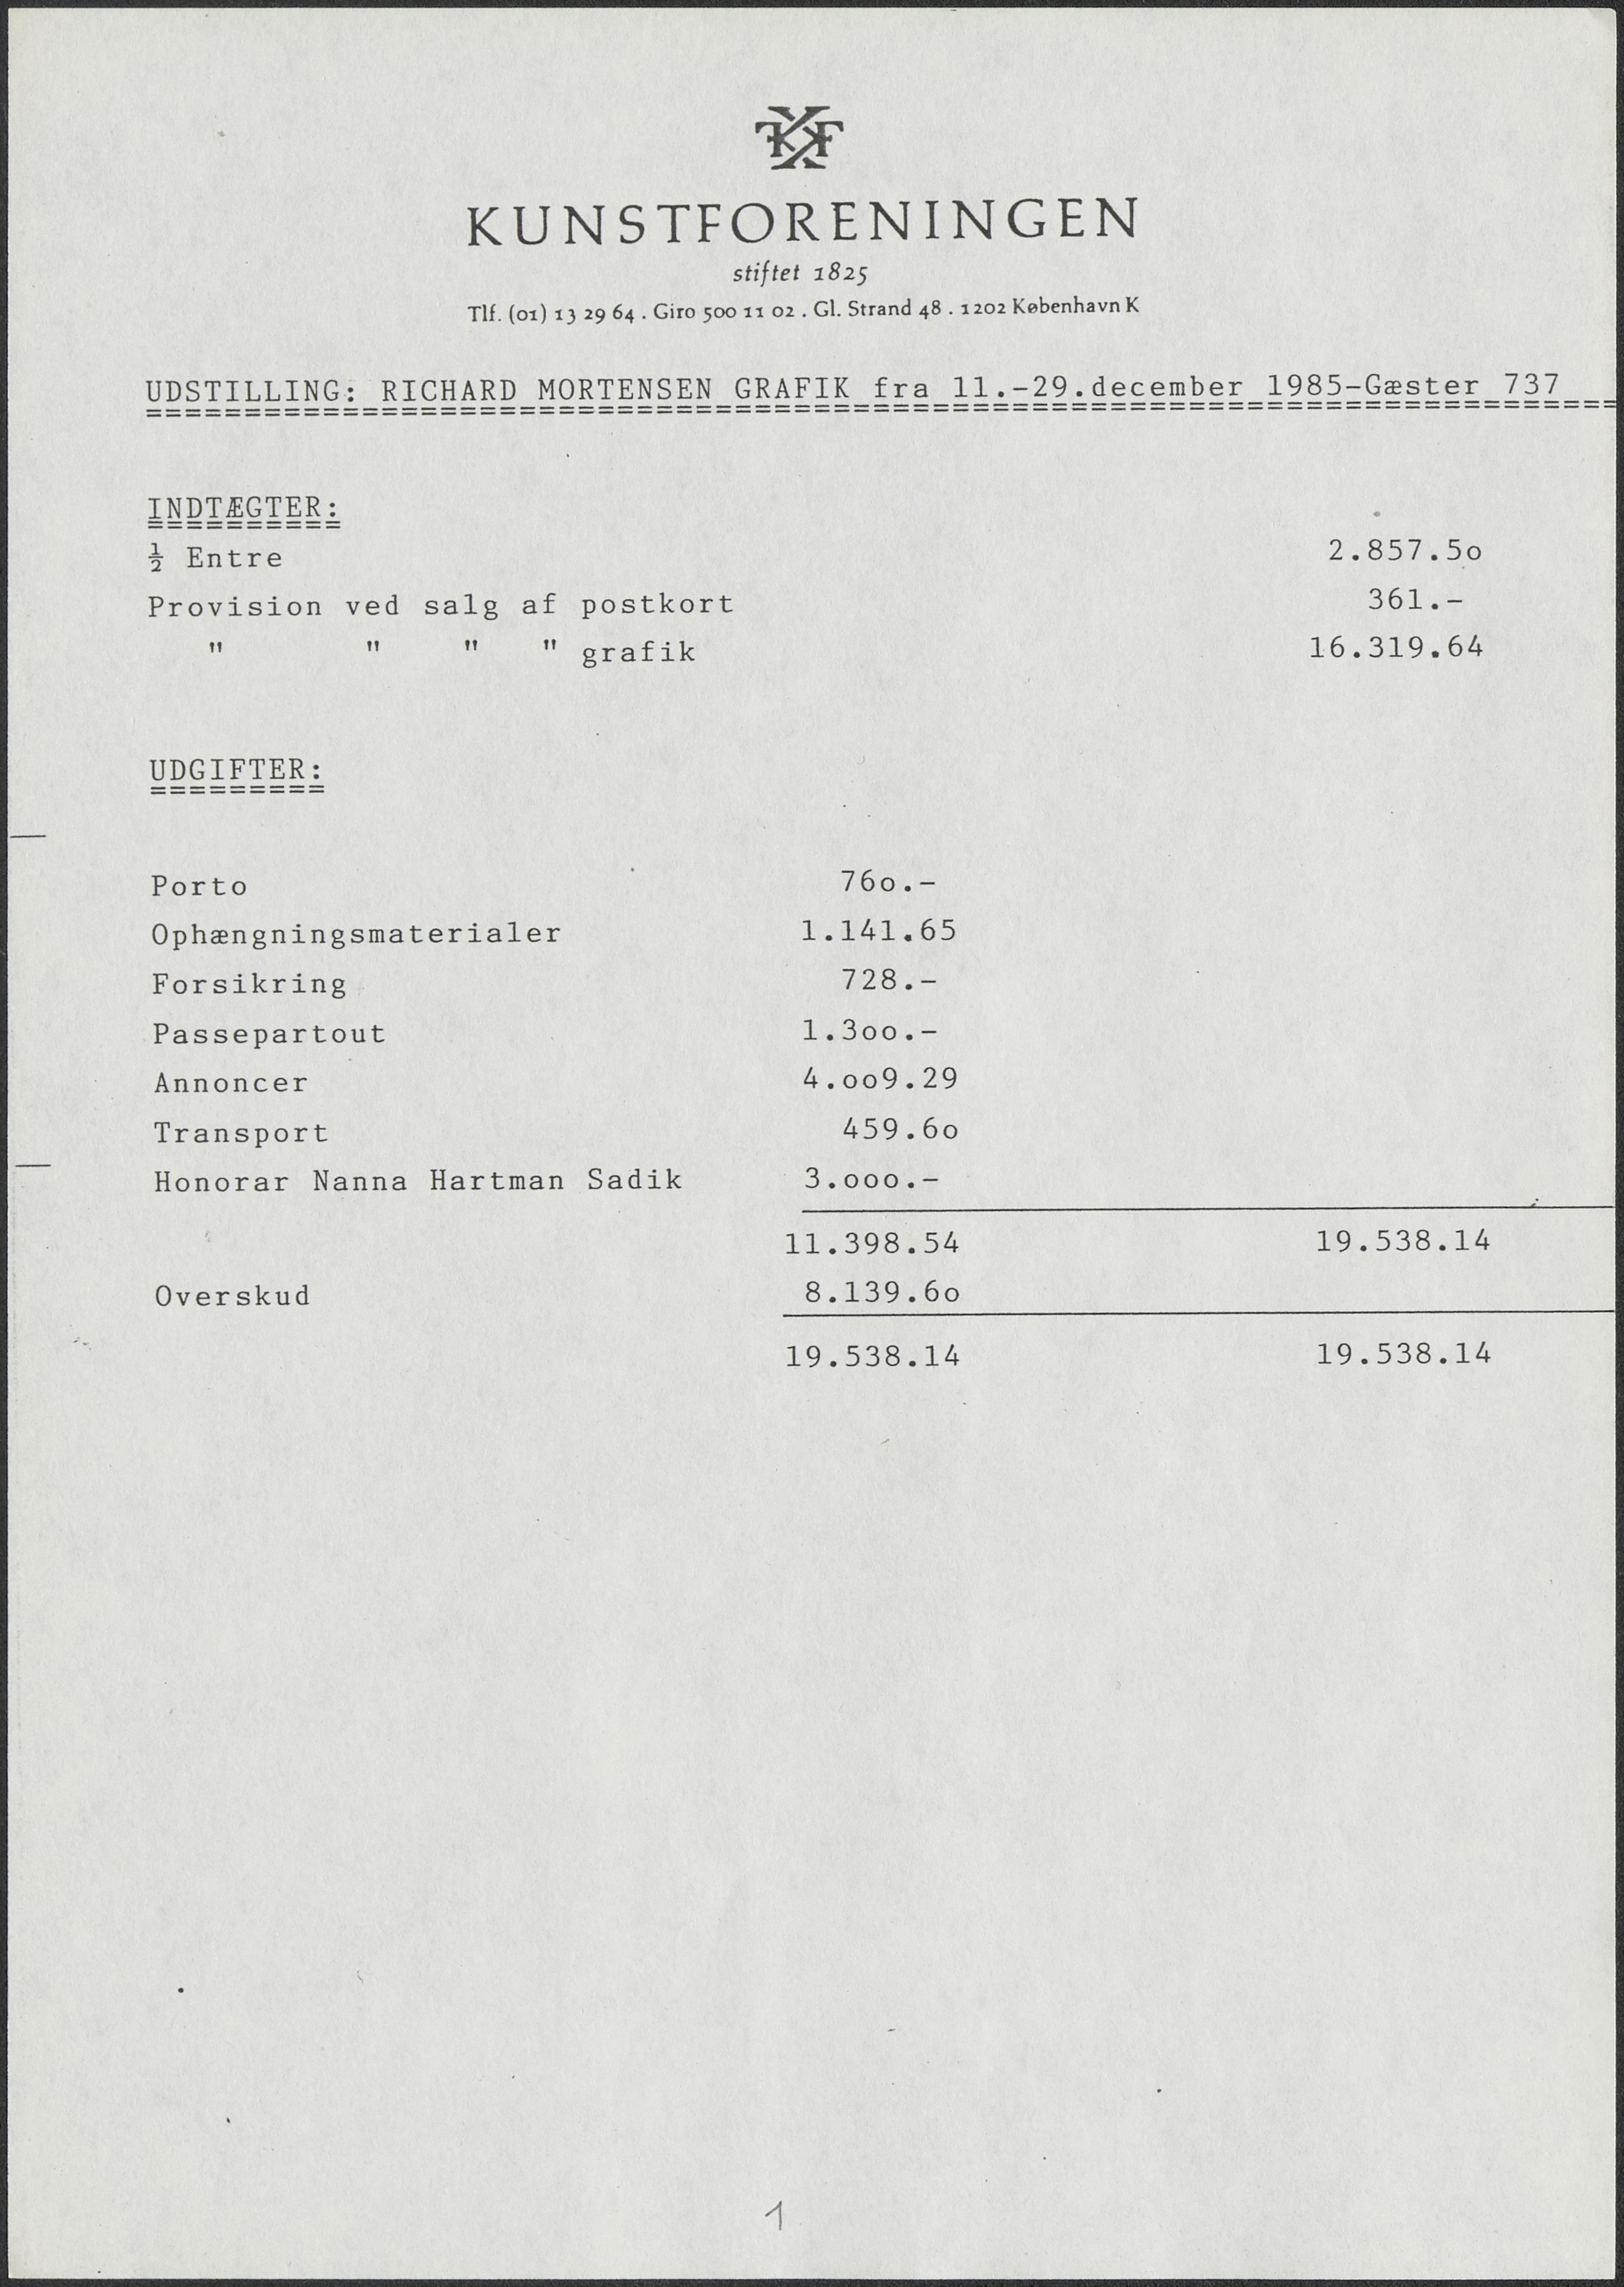 KF
KUNSTFORENINGEN
stiftet 1825
Tlf. (01) 13 29 64 . Giro 500 11 02 . Gl. Strand 48 . 1202 København K
UDSTILLING: RICHARD MORTENSEN GRAFIK fra 11.-29.december 1985-Gæster 737
INDTÆGTER:
½ Entre 2.857.5o
Provision ved salg af postkort 361.-
" " " " grafik 16.319.64
UDGIFTER:
Porto 76o.-
Ophængningsmaterialer 1.141.65
Forsikring 728.-
Passepartout 1.3oo.-
Annoncer 4.oo9.29
Transport 459.6o
Honorar Nanna Hartman Sadik 3.ooo.-
11.398.54 19.538.14
Overskud 8.139.6o
19.538.14 19.538.14
1